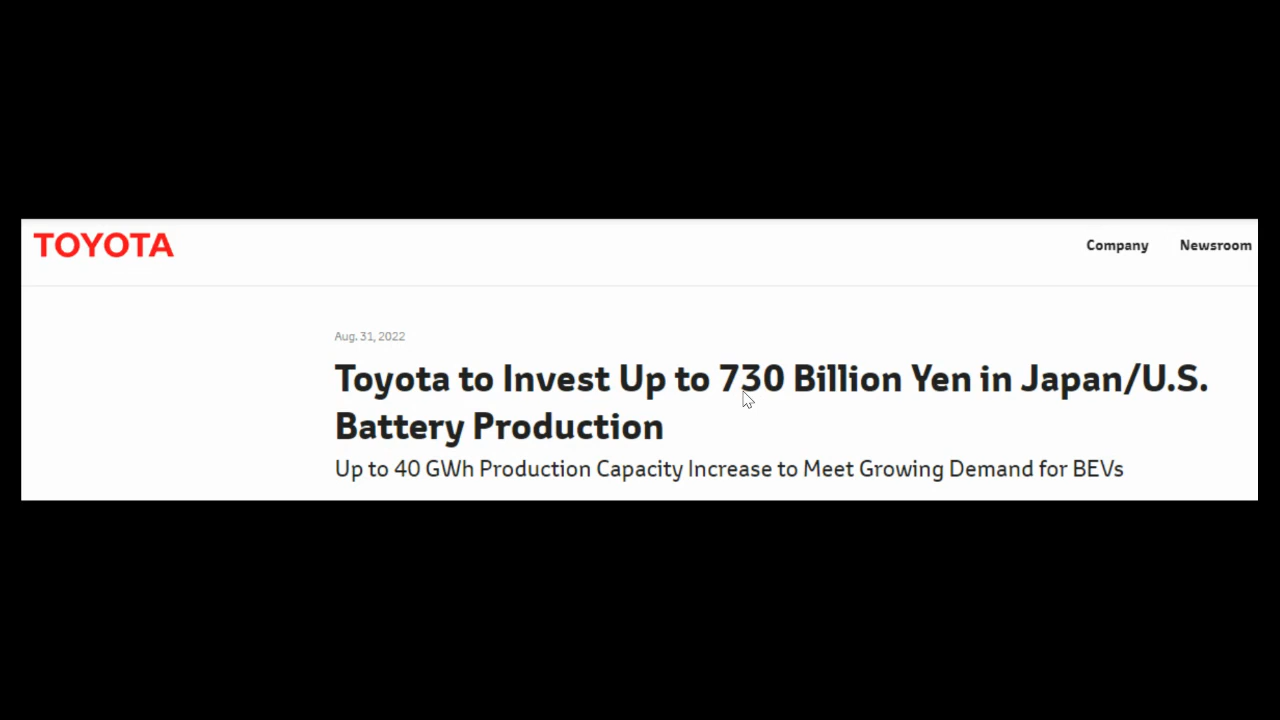 TOYOTA
Company Newsroom
Aug. 31, 2022
Toyota to Invest Up to 730 Billion Yen in Japan/U.S.
Battery Production
Up to 40 GWh Production Capacity Increase to Meet Growing Demand for BEVs